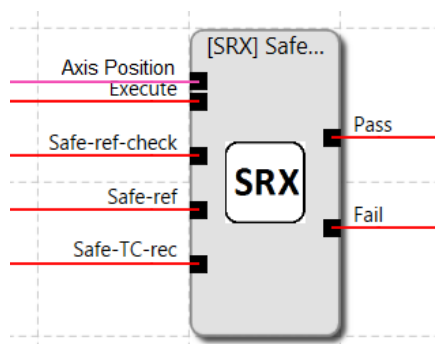 [SRX] Safe...
Axis Position
Execute
Safe-ref-check
Safe-ref
Safe-TC-rec
SRX
Pass
Fail